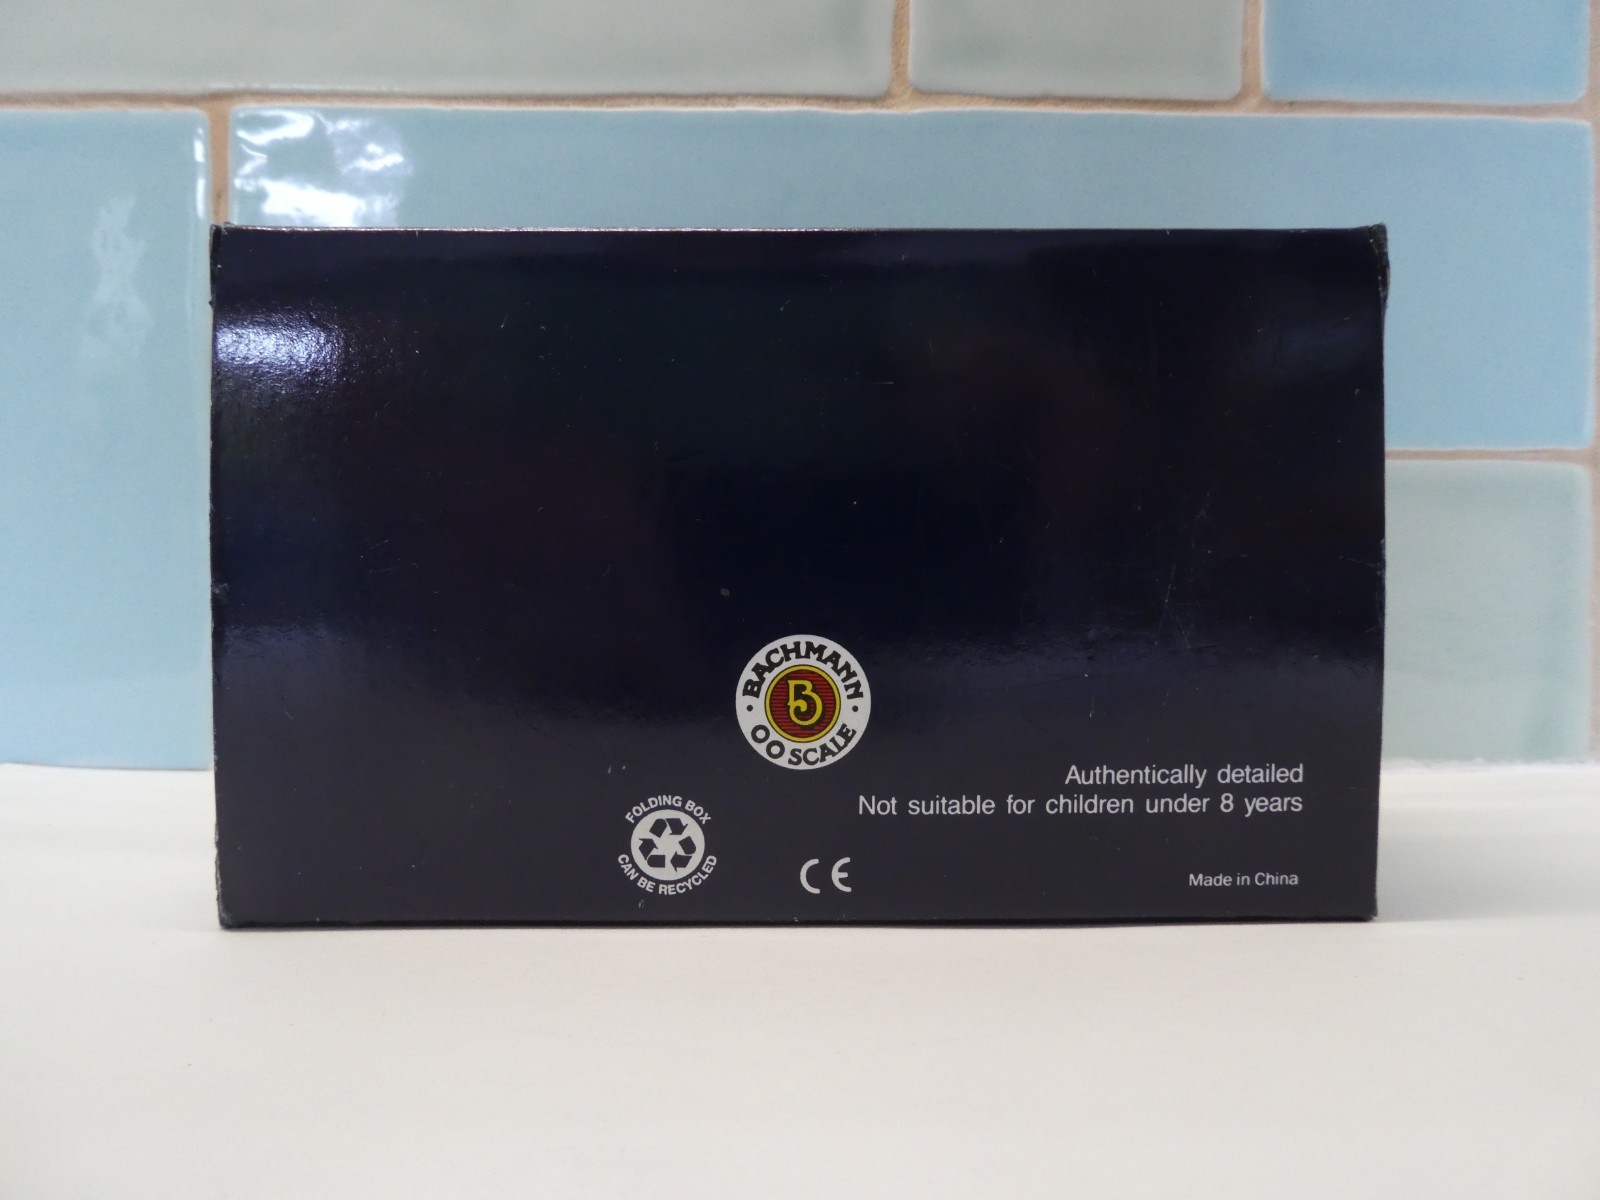 BACHMANN
B
OO SCALE
Authentically detailed
Not suitable for children under 8 years
FOLDING BOX
CAN BE RECYCLED
CE
Made in China